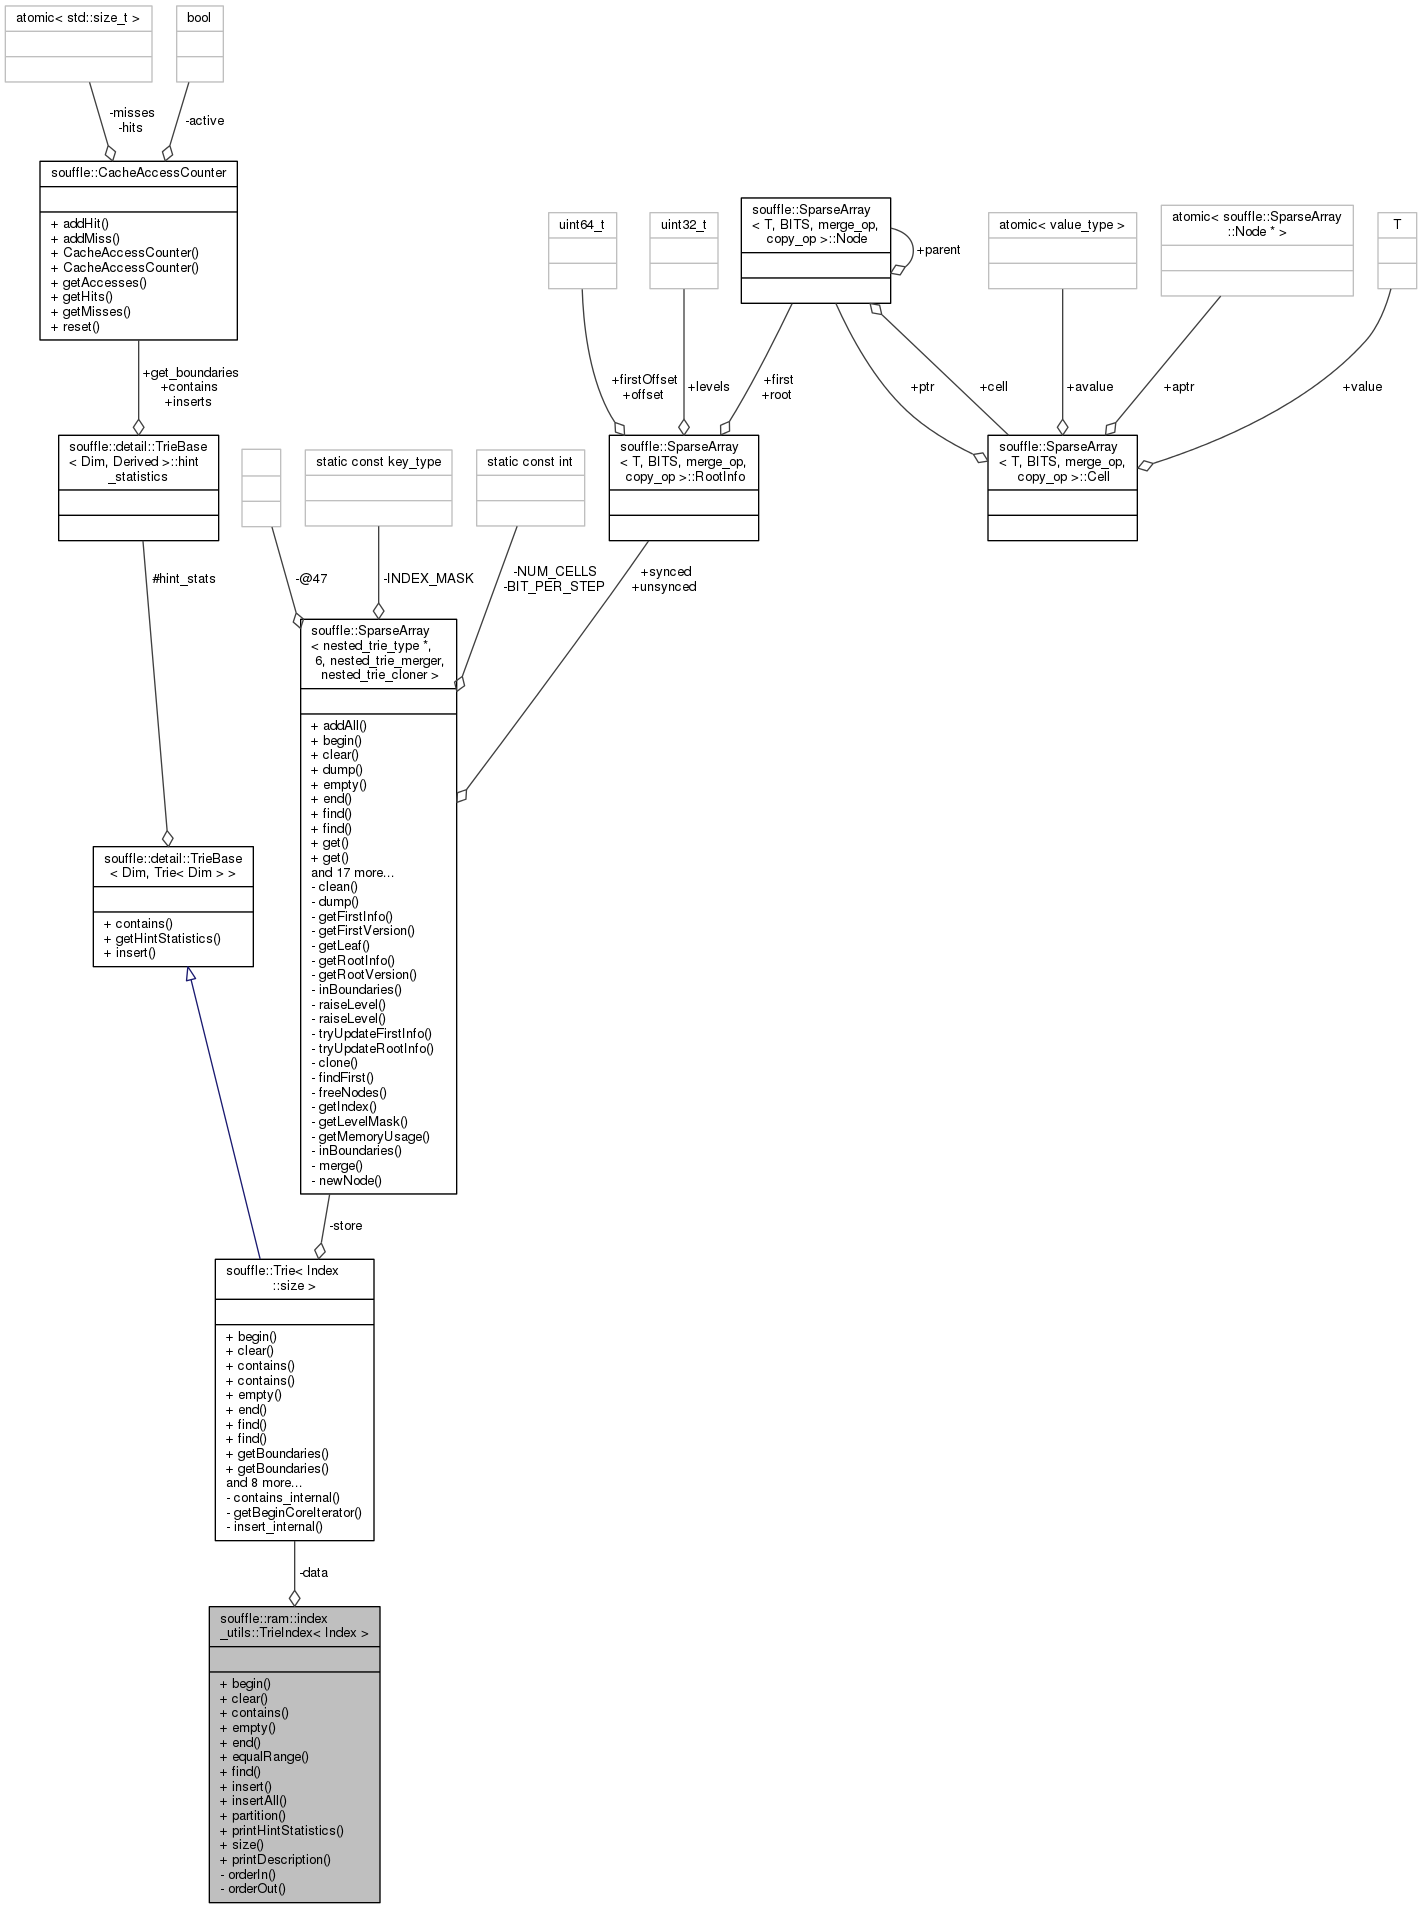 atomic< std::size_t >
bool
-misses
-hits
-active
souffle::CacheAccessCounter
+ addHit()
+ addMiss()
+ CacheAccessCounter()
+ CacheAccessCounter()
+ getAccesses()
+ getHits()
+ getMisses()
+ reset()
uint64_t
uint32_t
souffle::SparseArray
< T, BITS, merge_op,
copy_op >::Node
+parent
atomic< value_type >
atomic< souffle::SparseArray
::Node * >
T
+get_boundaries
+contains
+inserts
+firstOffset
+offset
+levels
+first
+root
+ptr
+cell
+avalue
+aptr
+value
souffle::detail::TrieBase
< Dim, Derived >::hint
_statistics
static const key_type
static const int
souffle::SparseArray
< T, BITS, merge_op,
copy_op >::RootInfo
souffle::SparseArray
< T, BITS, merge_op,
copy_op >::Cell
#hint_stats
-@47
-INDEX_MASK
-NUM_CELLS
-BIT_PER_STEP
+synced
+unsynced
souffle::SparseArray
< nested_trie_type *,
6, nested_trie_merger,
nested_trie_cloner >
+ addAll()
+ begin()
+ clear()
+ dump()
+ empty()
+ end()
+ find()
+ find()
+ get()
+ get()
and 17 more...
- clean()
- dump()
- getFirstInfo()
- getFirstVersion()
- getLeaf()
- getRootInfo()
- getRootVersion()
- inBoundaries()
- raiseLevel()
- raiseLevel()
- tryUpdateFirstInfo()
- tryUpdateRootInfo()
- clone()
- findFirst()
- freeNodes()
- getIndex()
- getLevelMask()
- getMemoryUsage()
- inBoundaries()
- merge()
- newNode()
souffle::detail::TrieBase
< Dim, Trie< Dim > >
+ contains()
+ getHintStatistics()
+ insert()
-store
souffle::Trie< Index
::size >
+ begin()
+ clear()
+ contains()
+ contains()
+ empty()
+ end()
+ find()
+ find()
+ getBoundaries()
+ getBoundaries()
and 8 more...
- contains_internal()
- getBeginCoreIterator()
- insert_internal()
-data
souffle::ram::index
_utils::TrieIndex< Index >
+ begin()
+ clear()
+ contains()
+ empty()
+ end()
+ equalRange()
+ find()
+ insert()
+ insertAll()
+ partition()
+ printHintStatistics()
+ size()
+ printDescription()
- orderIn()
- orderOut()